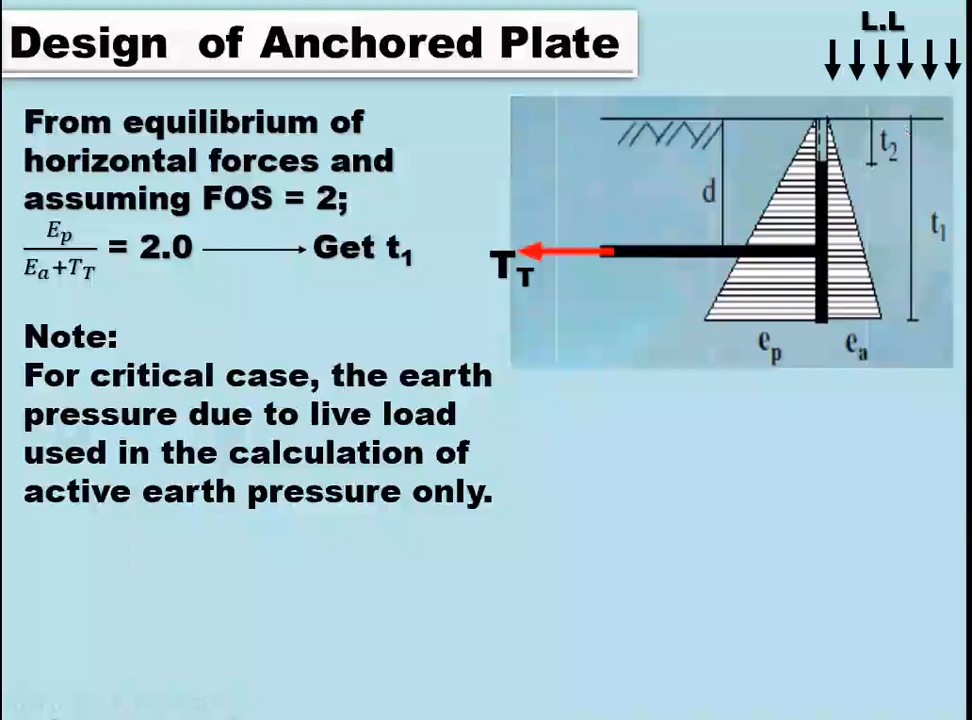 Design of Anchored Plate
L.L
From equilibrium of
horizontal forces and
assuming FOS = 2;
Ep / Ea+TT = 2.0 → Get t1
Note:
For critical case, the earth
pressure due to live load
used in the calculation of
active earth pressure only.
t2
d
t1
TT
ep
ea